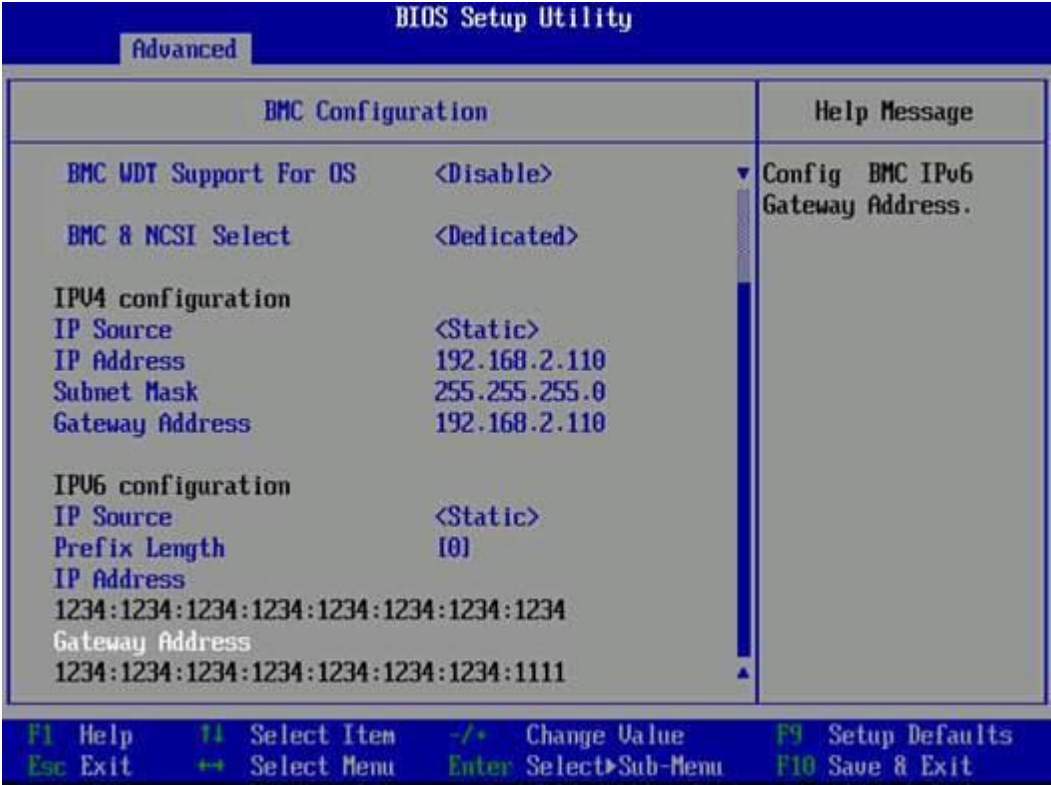 BIOS Setup Utility
Advanced
BMC Configuration
Help Message
BMC WDT Support For OS <Disable>
BMC & NCSI Select <Dedicated>
IPV4 configuration
IP Source <Static>
IP Address 192.168.2.110
Subnet Mask 255.255.255.0
Gateway Address 192.168.2.110
IPV6 configuration
IP Source <Static>
Prefix Length [0]
IP Address
1234:1234:1234:1234:1234:1234:1234:1234
Gateway Address
1234:1234:1234:1234:1234:1234:1234:1111
Config BMC IPv6
Gateway Address.
F1 Help ↑↓ Select Item -/+ Change Value F9 Setup Defaults
Esc Exit ←→ Select Menu Enter Select▶Sub-Menu F10 Save & Exit